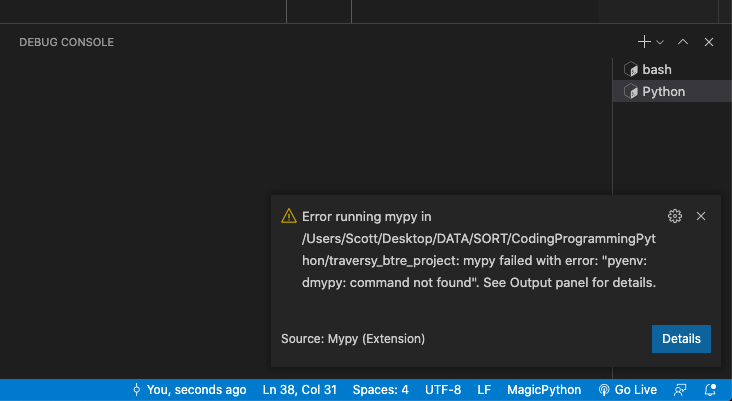 DEBUG CONSOLE
bash
Python
Error running mypy in
/Users/Scott/Desktop/DATA/SORT/CodingProgrammingPyt
hon/traversy_btre_project: mypy failed with error: "pyenv:
dmypy: command not found". See Output panel for details.
Source: Mypy (Extension)
Details
You, seconds ago Ln 38, Col 31 Spaces: 4 UTF-8 LF MagicPython Go Live